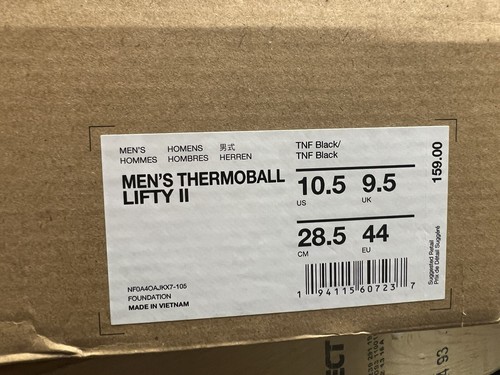 MEN'S HOMENS 男式
HOMMES HOMBRES HERREN
MEN'S THERMOBALL
LIFTY II
NF0A4OAJKX7-105
FOUNDATION
MADE IN VIETNAM
TNF Black/
TNF Black
10.5 9.5
US UK
28.5 44
CM EU
1 94115 60723 7
159.00
Suggested Retail
Prix de Détail Suggéré
ECT